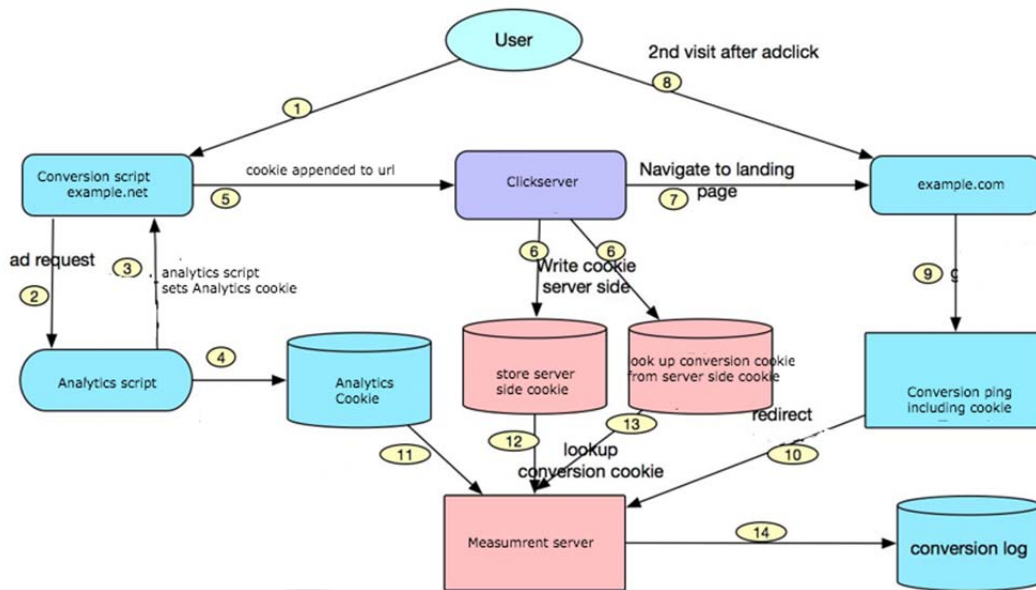 User
2nd visit after adclick
8
1
Conversion script
example.net
cookie appended to url
5
Clickserver
Navigate to landing
page
7
example.com
ad request
2
3
analytics script
sets Analytics cookie
6
6
Write cookie
server side
9
Analytics script
4
Analytics
Cookie
store server
side cookie
look up conversion cookie
from server side cookie
Conversion ping
including cookie
redirect
10
11
12
13
lookup
conversion cookie
Measumrent server
14
conversion log